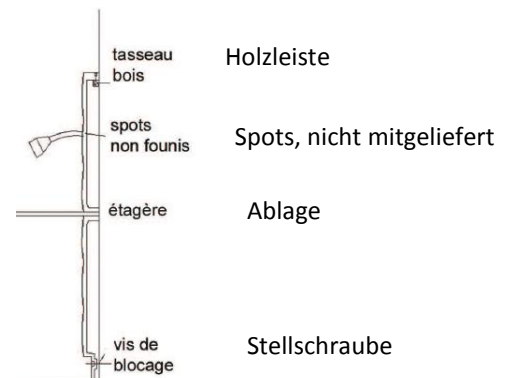 tasseau
bois
Holzleiste
spots
non founis
Spots, nicht mitgeliefert
étagère
Ablage
vis de
blocage
Stellschraube